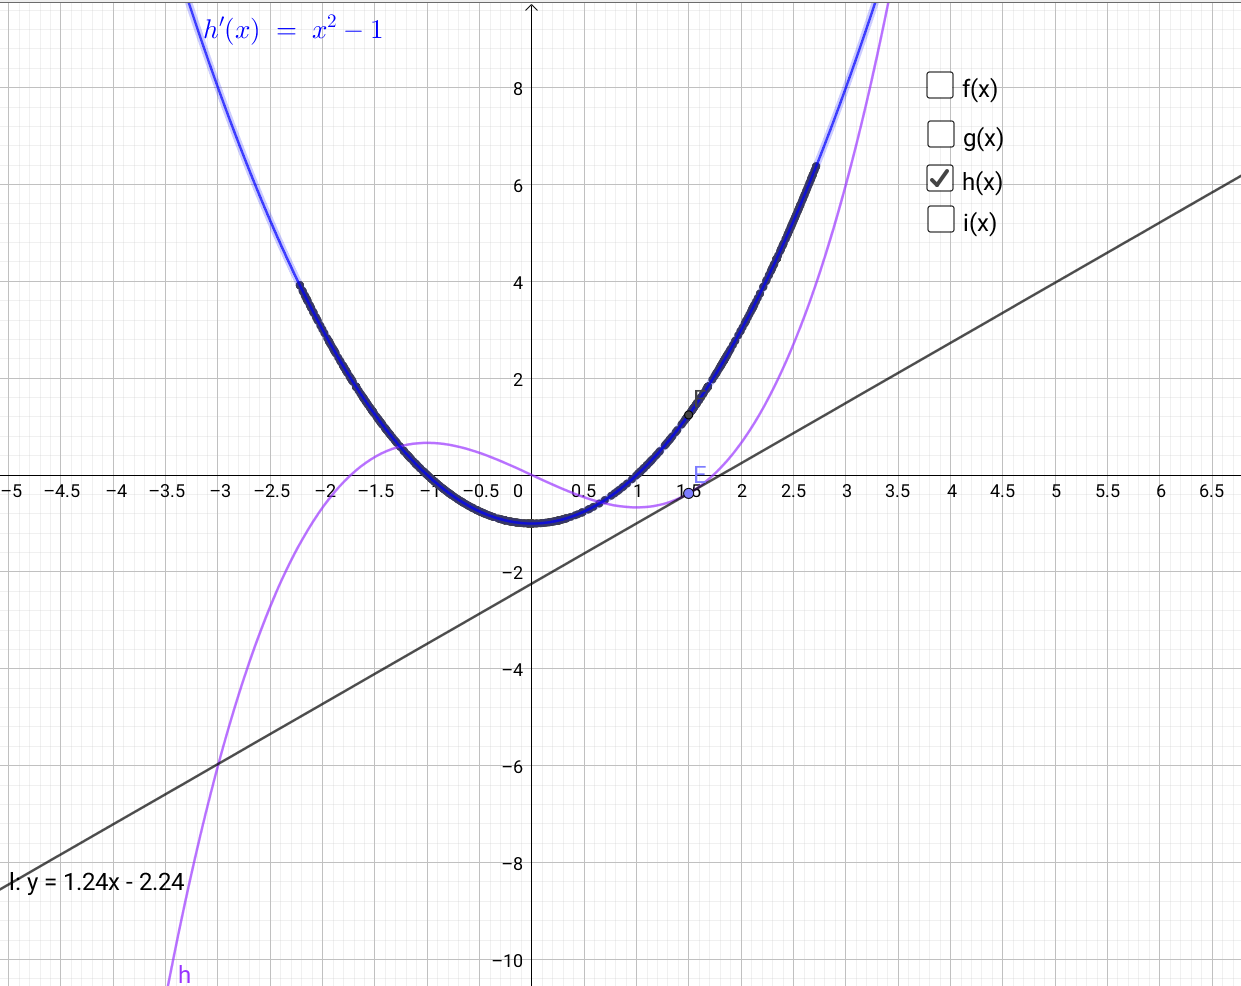 h′(x) = x² − 1
f(x)
g(x)
h(x)
i(x)
8
6
4
2
E
−5 −4.5 −4 −3.5 −3 −2.5 −2 −1.5 −1 −0.5 0 0.5 1 1.5 2 2.5 3 3.5 4 4.5 5 5.5 6 6.5
−2
−4
−6
−8
l: y = 1.24x - 2.24
−10
h